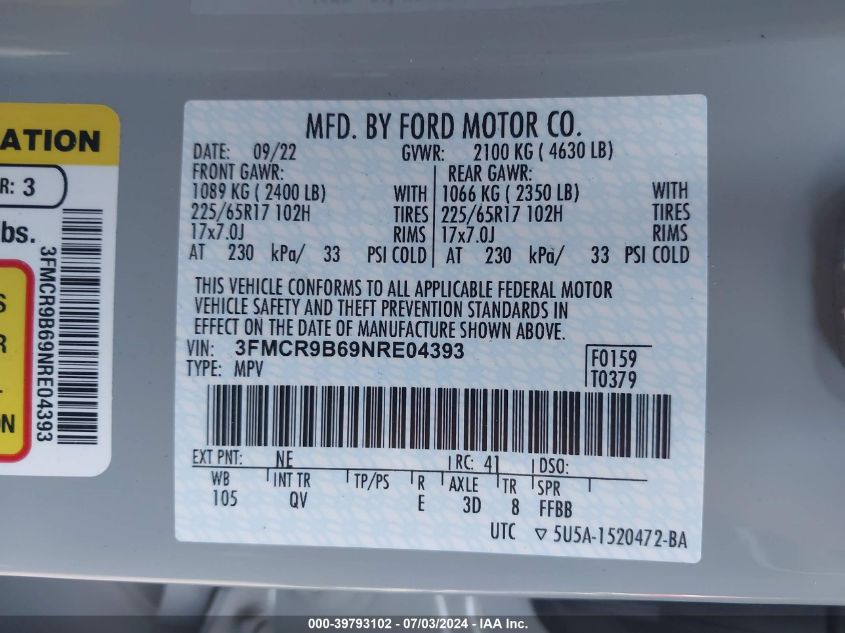 ATION
R: 3
bs.
3FMCR9B69NRE04393
S
R
ON
MFD. BY FORD MOTOR CO.
DATE: 09/22 GVWR: 2100 KG ( 4630 LB)
FRONT GAWR: REAR GAWR:
1089 KG ( 2400 LB) WITH 1066 KG ( 2350 LB) WITH
225/65R17 102H TIRES 225/65R17 102H TIRES
17x7.0J RIMS 17x7.0J RIMS
AT 230 kPa/ 33 PSI COLD AT 230 kPa/ 33 PSI COLD
THIS VEHICLE CONFORMS TO ALL APPLICABLE FEDERAL MOTOR
VEHICLE SAFETY AND THEFT PREVENTION STANDARDS IN
EFFECT ON THE DATE OF MANUFACTURE SHOWN ABOVE.
VIN: 3FMCR9B69NRE04393 F0159
TYPE: MPV T0379
EXT PNT: NE RC: 41 DSO:
WB INT TR TP/PS R AXLE TR SPR
105 QV E 3D 8 FFBB
UTC ▽ 5U5A-1520472-BA
000-39793102 - 07/03/2024 - IAA Inc.